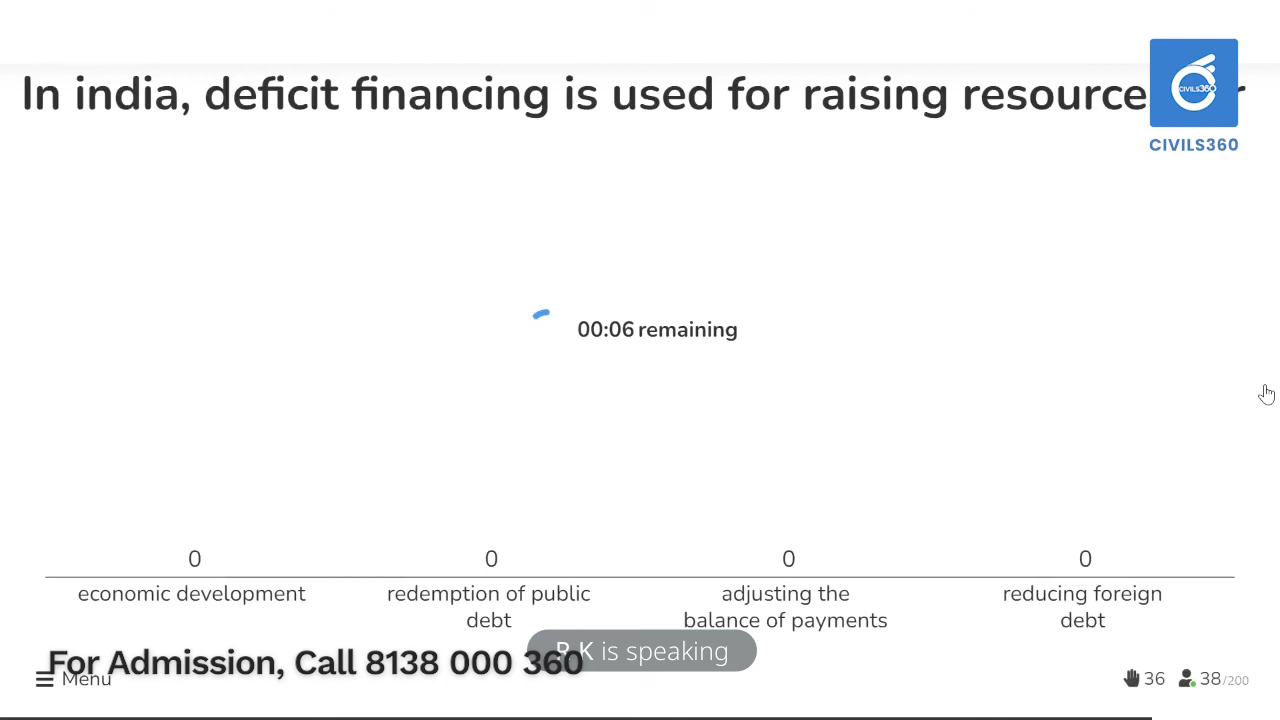 In india, deficit financing is used for raising resource
CIVILS360
CIVILS360
00:06 remaining
0 0 0 0
economic development redemption of public adjusting the reducing foreign
debt balance of payments debt
K is speaking
For Admission, Call 8138 000 360
Menu 36 38/200